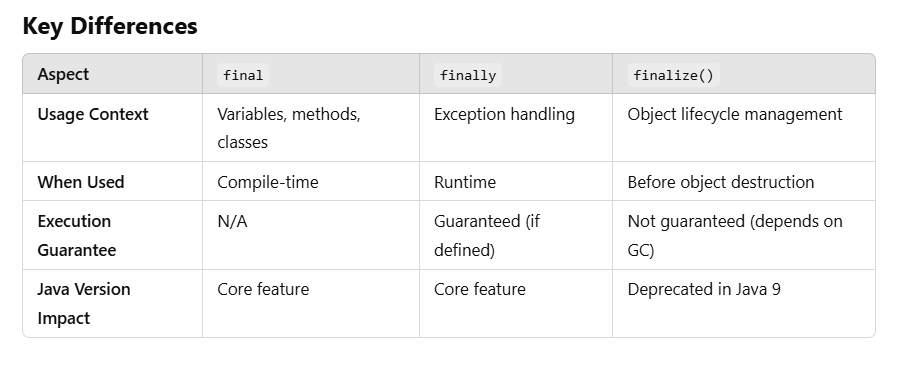 Key Differences
Aspect final finally finalize()
Usage Context Variables, methods, classes Exception handling Object lifecycle management
When Used Compile-time Runtime Before object destruction
Execution Guarantee N/A Guaranteed (if defined) Not guaranteed (depends on GC)
Java Version Impact Core feature Core feature Deprecated in Java 9